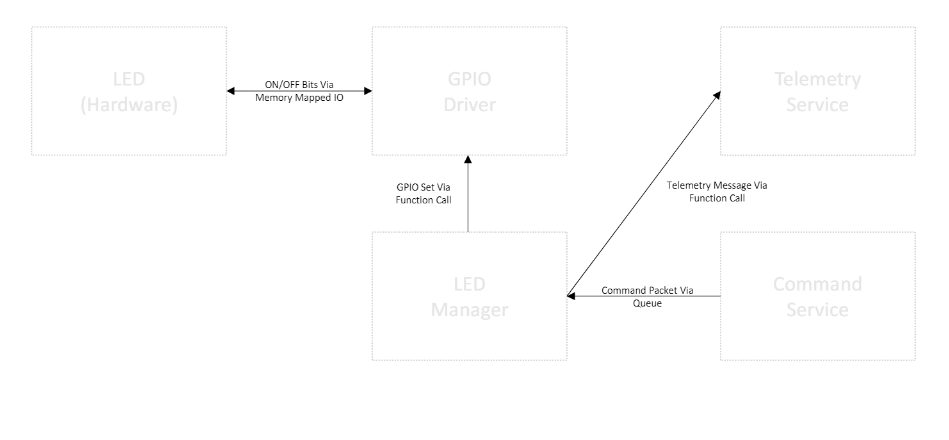 LED
(Hardware)
ON/OFF Bits Via
Memory Mapped IO
GPIO
Driver
Telemetry
Service
GPIO Set Via
Function Call
Telemetry Message Via
Function Call
LED
Manager
Command Packet Via
Queue
Command
Service